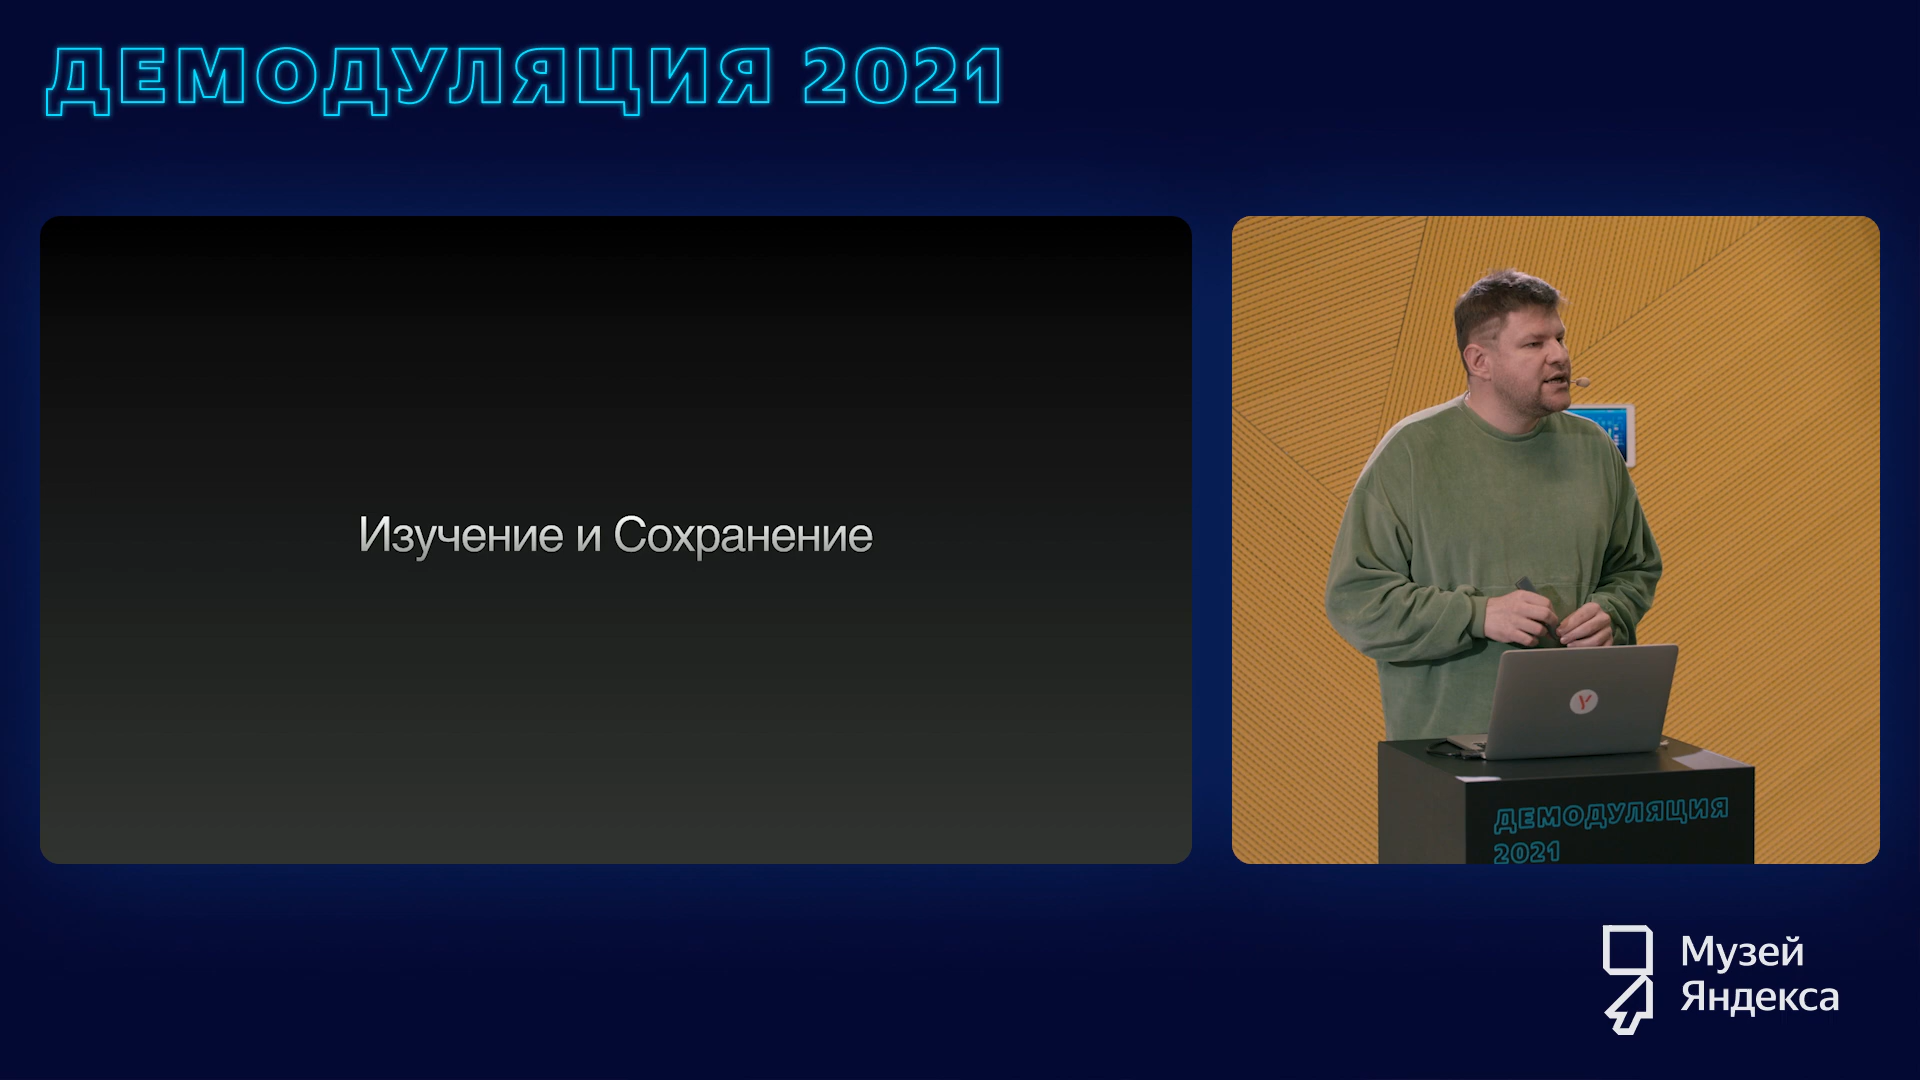 ДЕМОДУЛЯЦИЯ 2021
Изучение и Сохранение
ДЕМОДУЛЯЦИЯ
2021
Музей
Яндекса